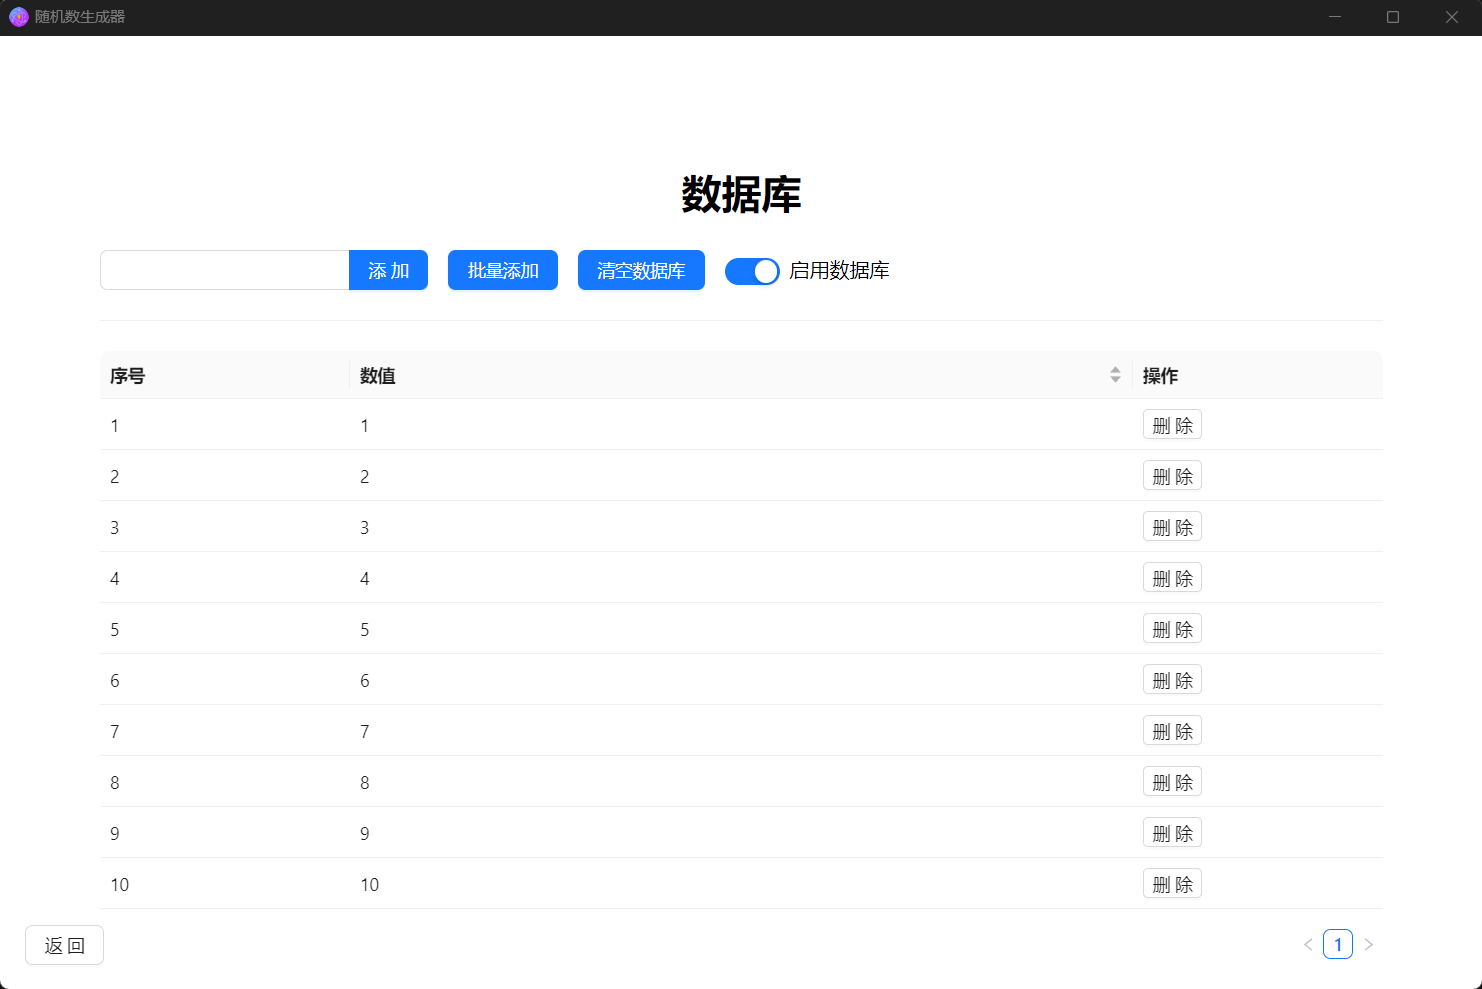 随机数生成器
数据库
添 加 批量添加 清空数据库 启用数据库
序号 数值 操作
1 1 删 除
2 2 删 除
3 3 删 除
4 4 删 除
5 5 删 除
6 6 删 除
7 7 删 除
8 8 删 除
9 9 删 除
10 10 删 除
返 回 < 1 >